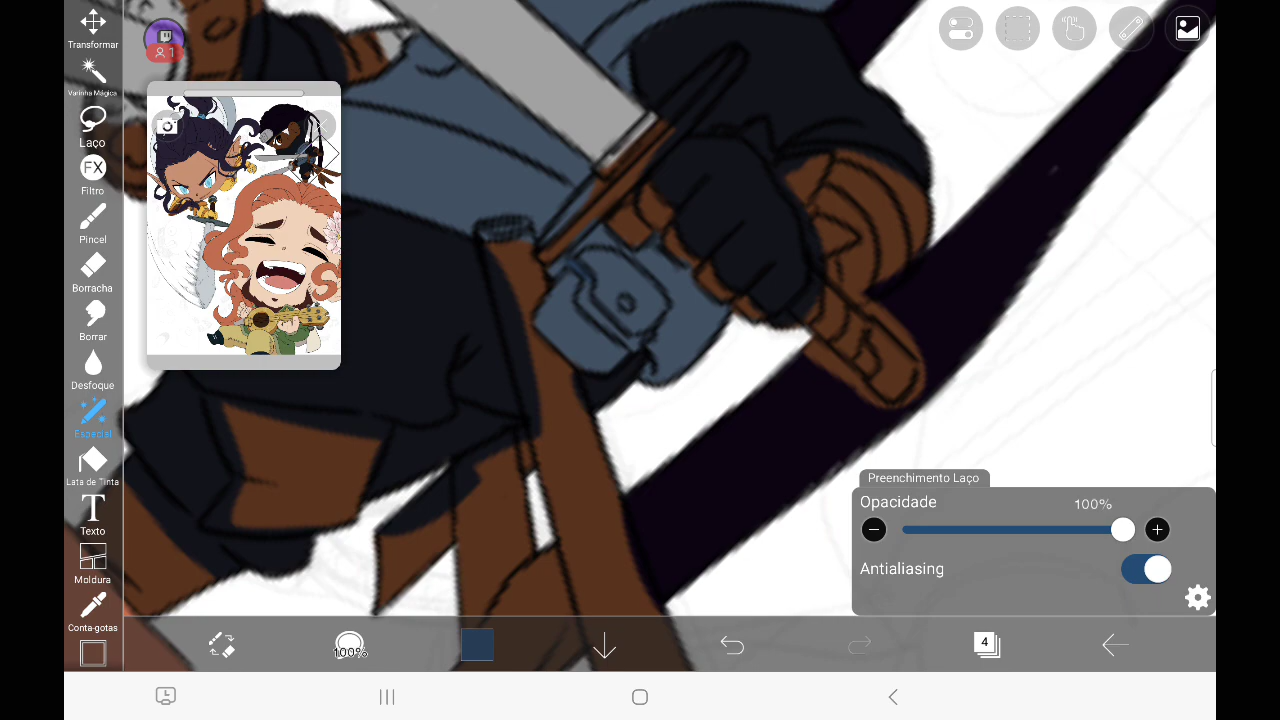 Transformar
1
Varinha Mágica
Laço
FX
Filtro
Pincel
Borracha
Borrar
Desfoque
Especial
Lata de Tinta
T
Texto
Moldura
Conta-gotas
Preenchimento Laço
Opacidade 100%
Antialiasing
100%
4